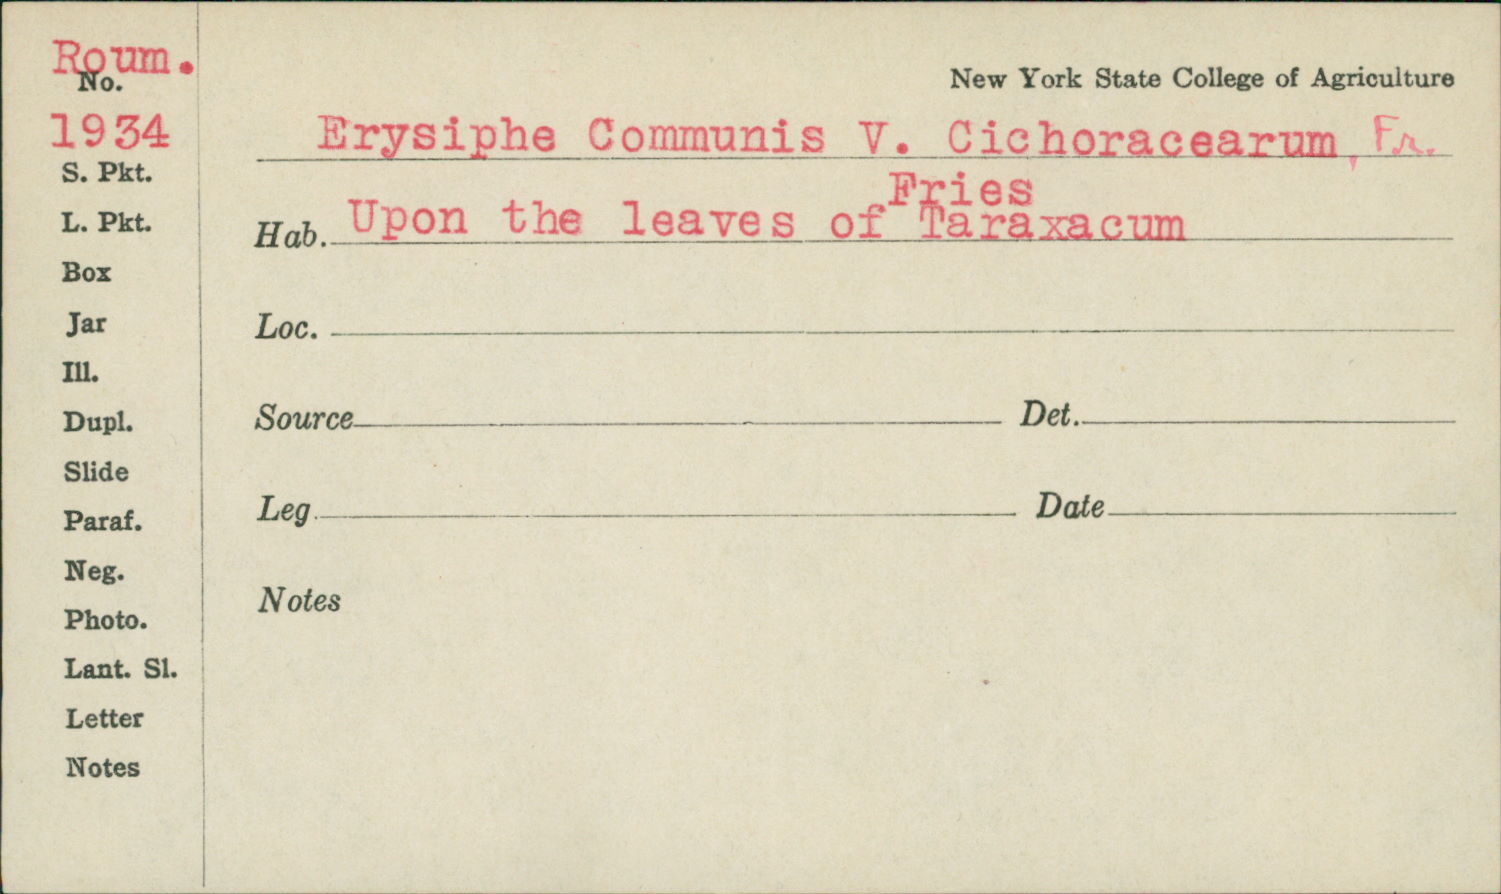 Roum.
No.
1934
S. Pkt.
L. Pkt.
Box
Jar
Ill.
Dupl.
Slide
Paraf.
Neg.
Photo.
Lant. Sl.
Letter
Notes
New York State College of Agriculture
Erysiphe Communis V. Cichoracearum, Fr.
Fries
Hab. Upon the leaves of Taraxacum
Loc.
Source Det.
Leg Date
Notes